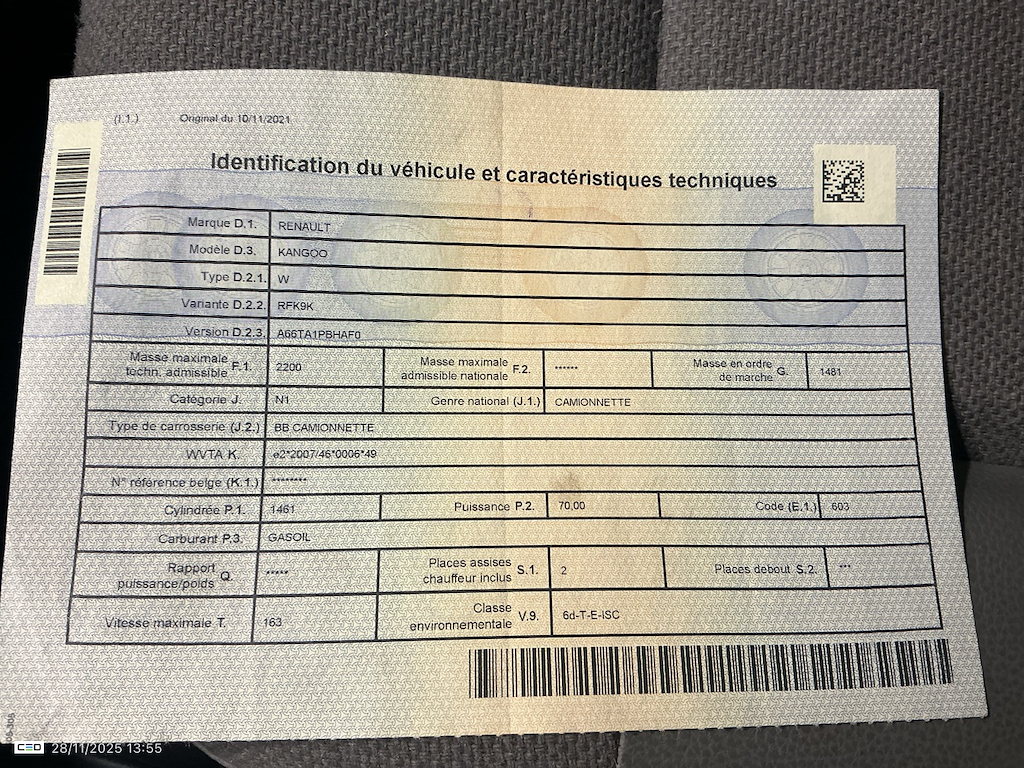 (I.1.) Original du 10/11/2021
Identification du véhicule et caractéristiques techniques
Marque D.1. RENAULT
Modèle D.3. KANGOO
Type D.2.1. W
Variante D.2.2. RFK9K
Version D.2.3. A66TA1PBHAF0
Masse maximale techn. admissible F.1. 2200 Masse maximale admissible nationale F.2. ****** Masse en ordre de marche G. 1481
Catégorie J. N1 Genre national (J.1.) CAMIONNETTE
Type de carrosserie (J.2.) BB CAMIONNETTE
WVTA K. e2*2007/46*0006*49
N° référence belge (K.1.) ********
Cylindrée P.1. 1461 Puissance P.2. 70,00 Code (E.1.) 603
Carburant P.3. GASOIL
Rapport puissance/poids Q. ***** Places assises chauffeur inclus S.1. 2 Places debout S.2. ***
Vitesse maximale T. 163 Classe environnementale V.9. 6d-T-E-ISC
CEO 28/11/2025 13:55